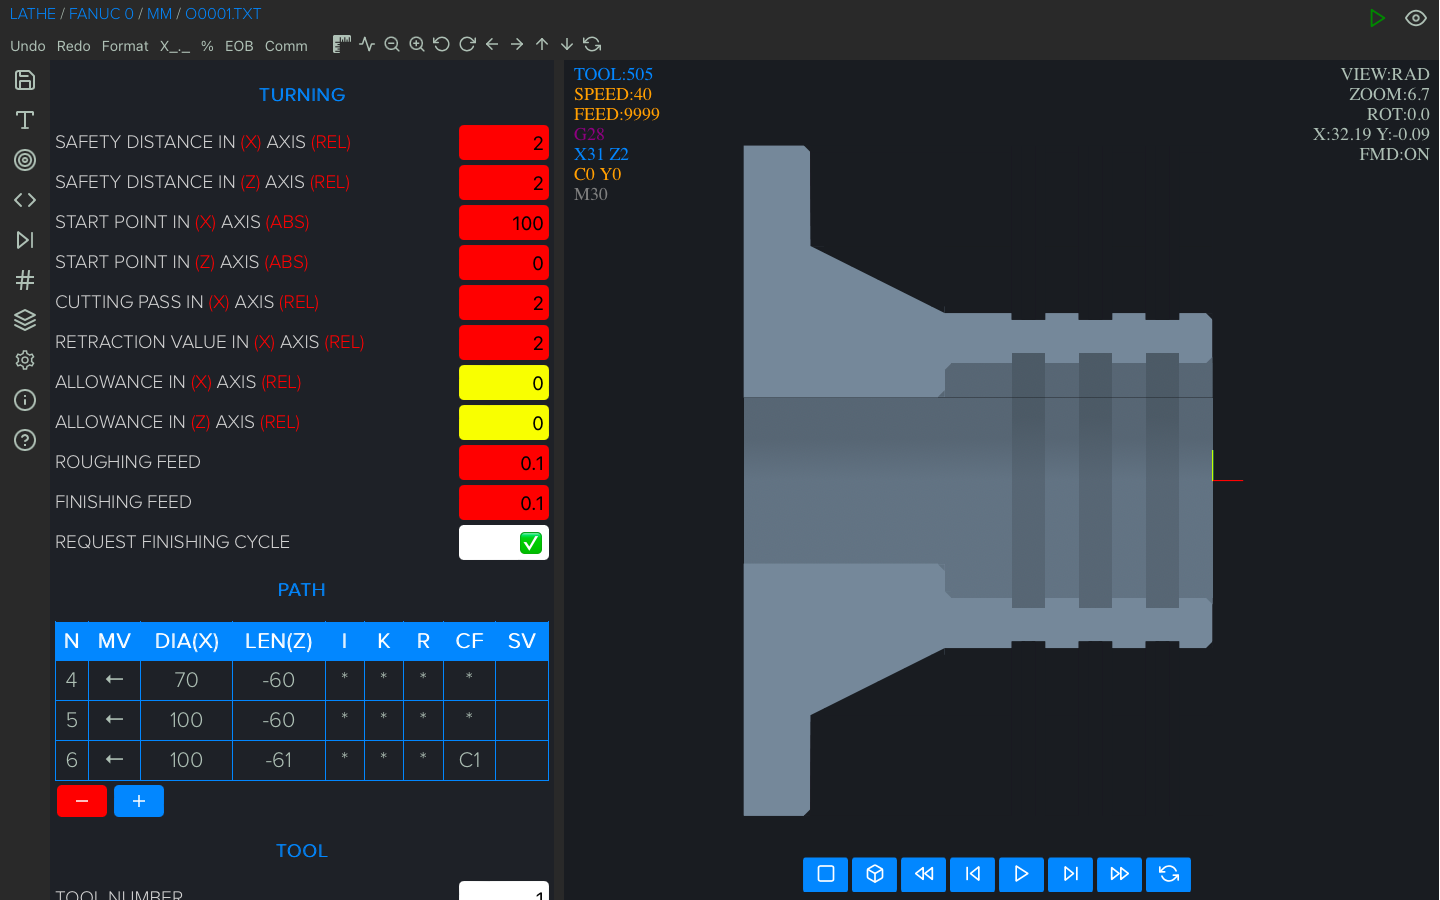 LATHE / FANUC 0 / MM / O0001.TXT
Undo Redo Format X_._ % EOB Comm
TURNING
SAFETY DISTANCE IN (X) AXIS (REL) 2
SAFETY DISTANCE IN (Z) AXIS (REL) 2
START POINT IN (X) AXIS (ABS) 100
START POINT IN (Z) AXIS (ABS) 0
CUTTING PASS IN (X) AXIS (REL) 2
RETRACTION VALUE IN (X) AXIS (REL) 2
ALLOWANCE IN (X) AXIS (REL) 0
ALLOWANCE IN (Z) AXIS (REL) 0
ROUGHING FEED 0.1
FINISHING FEED 0.1
REQUEST FINISHING CYCLE
PATH
N MV DIA(X) LEN(Z) I K R CF SV
4 ← 70 -60 * * * *
5 ← 100 -60 * * * *
6 ← 100 -61 * * * C1
TOOL
TOOL NUMBER 1
TOOL:505
SPEED:40
FEED:9999
G28
X31 Z2
C0 Y0
M30
VIEW:RAD
ZOOM:6.7
ROT:0.0
X:32.19 Y:-0.09
FMD:ON